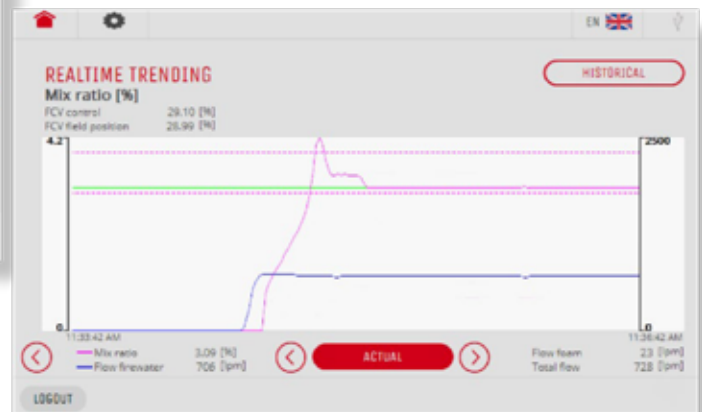 EN
REALTIME TRENDING
HISTORICAL
Mix ratio [%]
FCV control 29.10 [%]
FCV field position 28.99 [%]
4.2
2500
0
0
11:33:42 AM
11:36:42 AM
Mix ratio 3.09 [%]
Flow firewater 706 [lpm]
ACTUAL
Flow foam 23 [lpm]
Total flow 728 [lpm]
LOGOUT